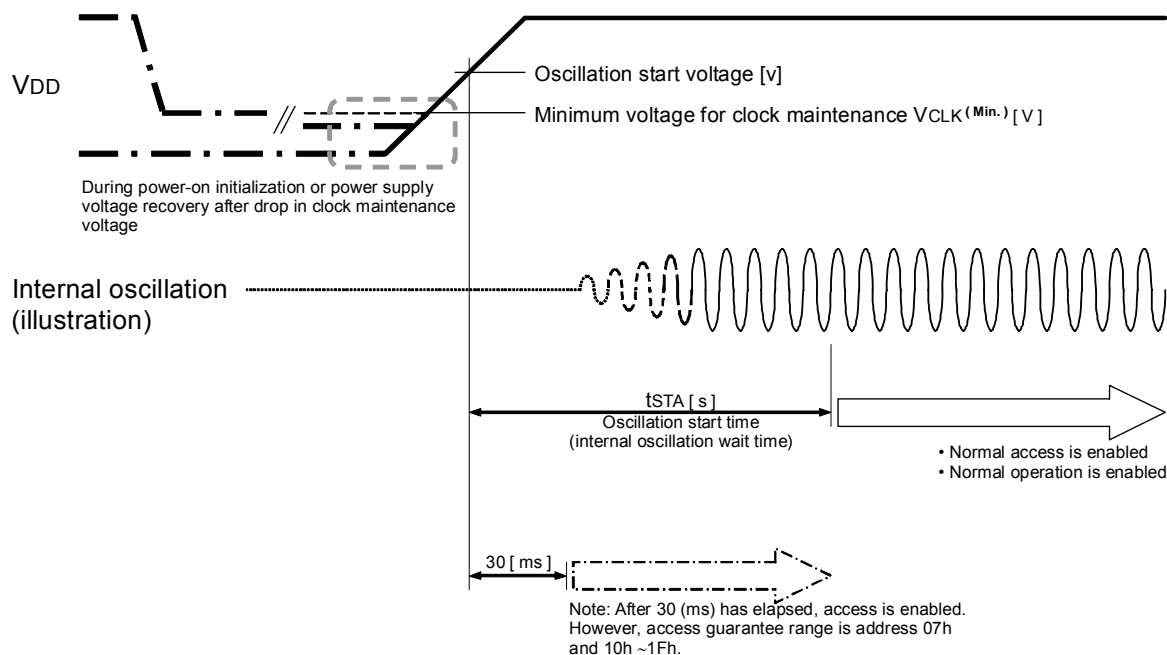 VDD
Oscillation start voltage [v]
Minimum voltage for clock maintenance VCLK(Min.) [ V ]
During power-on initialization or power supply
voltage recovery after drop in clock maintenance
voltage
Internal oscillation
(illustration)
tSTA [ s ]
Oscillation start time
(internal oscillation wait time)
• Normal access is enabled
• Normal operation is enabled
30 [ ms ]
Note: After 30 (ms) has elapsed, access is enabled.
However, access guarantee range is address 07h
and 10h ~1Fh.